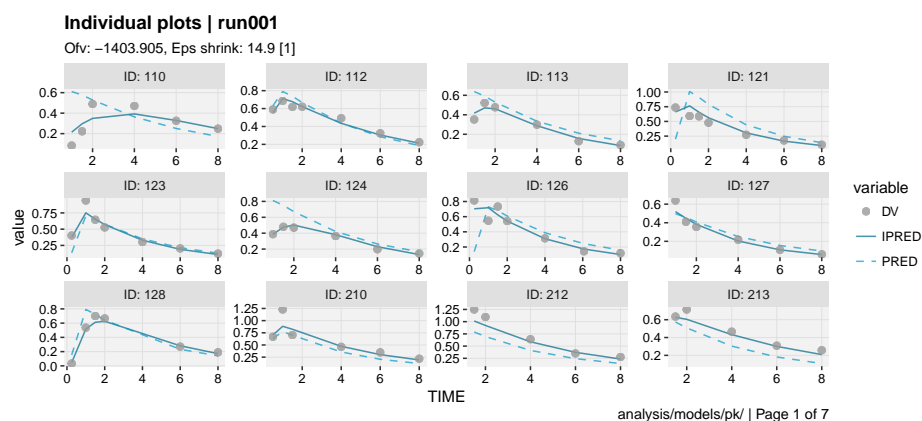 Individual plots | run001
Ofv: −1403.905, Eps shrink: 14.9 [1]
ID: 110 ID: 112 ID: 113 ID: 121
0.6 0.4 0.2
2 4 6 8
0.8 0.6 0.4 0.2
2 4 6 8
0.6 0.4 0.2
2 4 6 8
1.00 0.75 0.50 0.25
0 2 4 6 8
ID: 123 ID: 124 ID: 126 ID: 127
0.75 0.50 0.25
0 2 4 6 8
0.8 0.6 0.4 0.2
2 4 6 8
0.8 0.6 0.4 0.2
0 2 4 6 8
0.6 0.4 0.2
2 4 6 8
ID: 128 ID: 210 ID: 212 ID: 213
0.8 0.6 0.4 0.2 0.0
0 2 4 6 8
1.25 1.00 0.75 0.50 0.25
2 4 6 8
1.25 1.00 0.75 0.50 0.25
2 4 6 8
0.6 0.4 0.2
2 4 6 8
value
TIME
variable
DV
IPRED
PRED
analysis/models/pk/ | Page 1 of 7